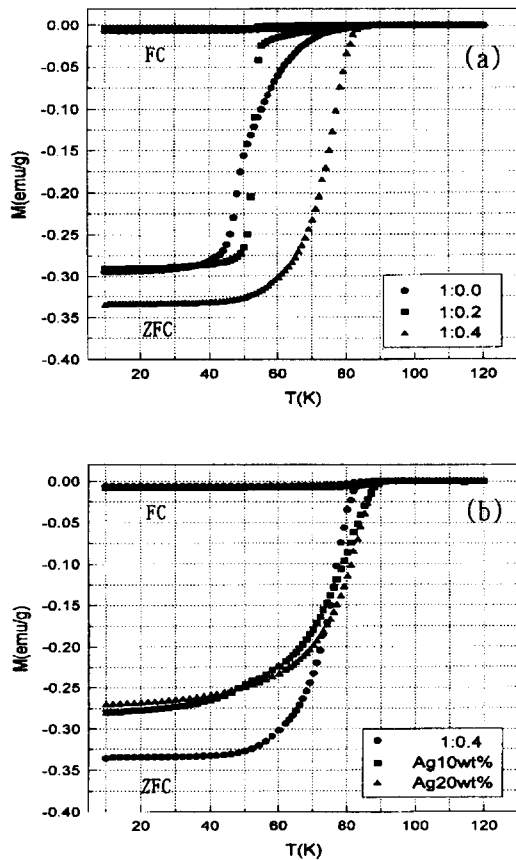 0.00
-0.05
-0.10
-0.15
-0.20
-0.25
-0.30
-0.35
-0.40
M(emu/g)
FC
(a)
ZFC
1:0.0
1:0.2
1:0.4
20 40 60 80 100 120
T(K)
0.00
-0.05
-0.10
-0.15
-0.20
-0.25
-0.30
-0.35
-0.40
M(emu/g)
FC
(b)
ZFC
1:0.4
Ag10wt%
Ag20wt%
0 20 40 60 80 100 120
T(K)